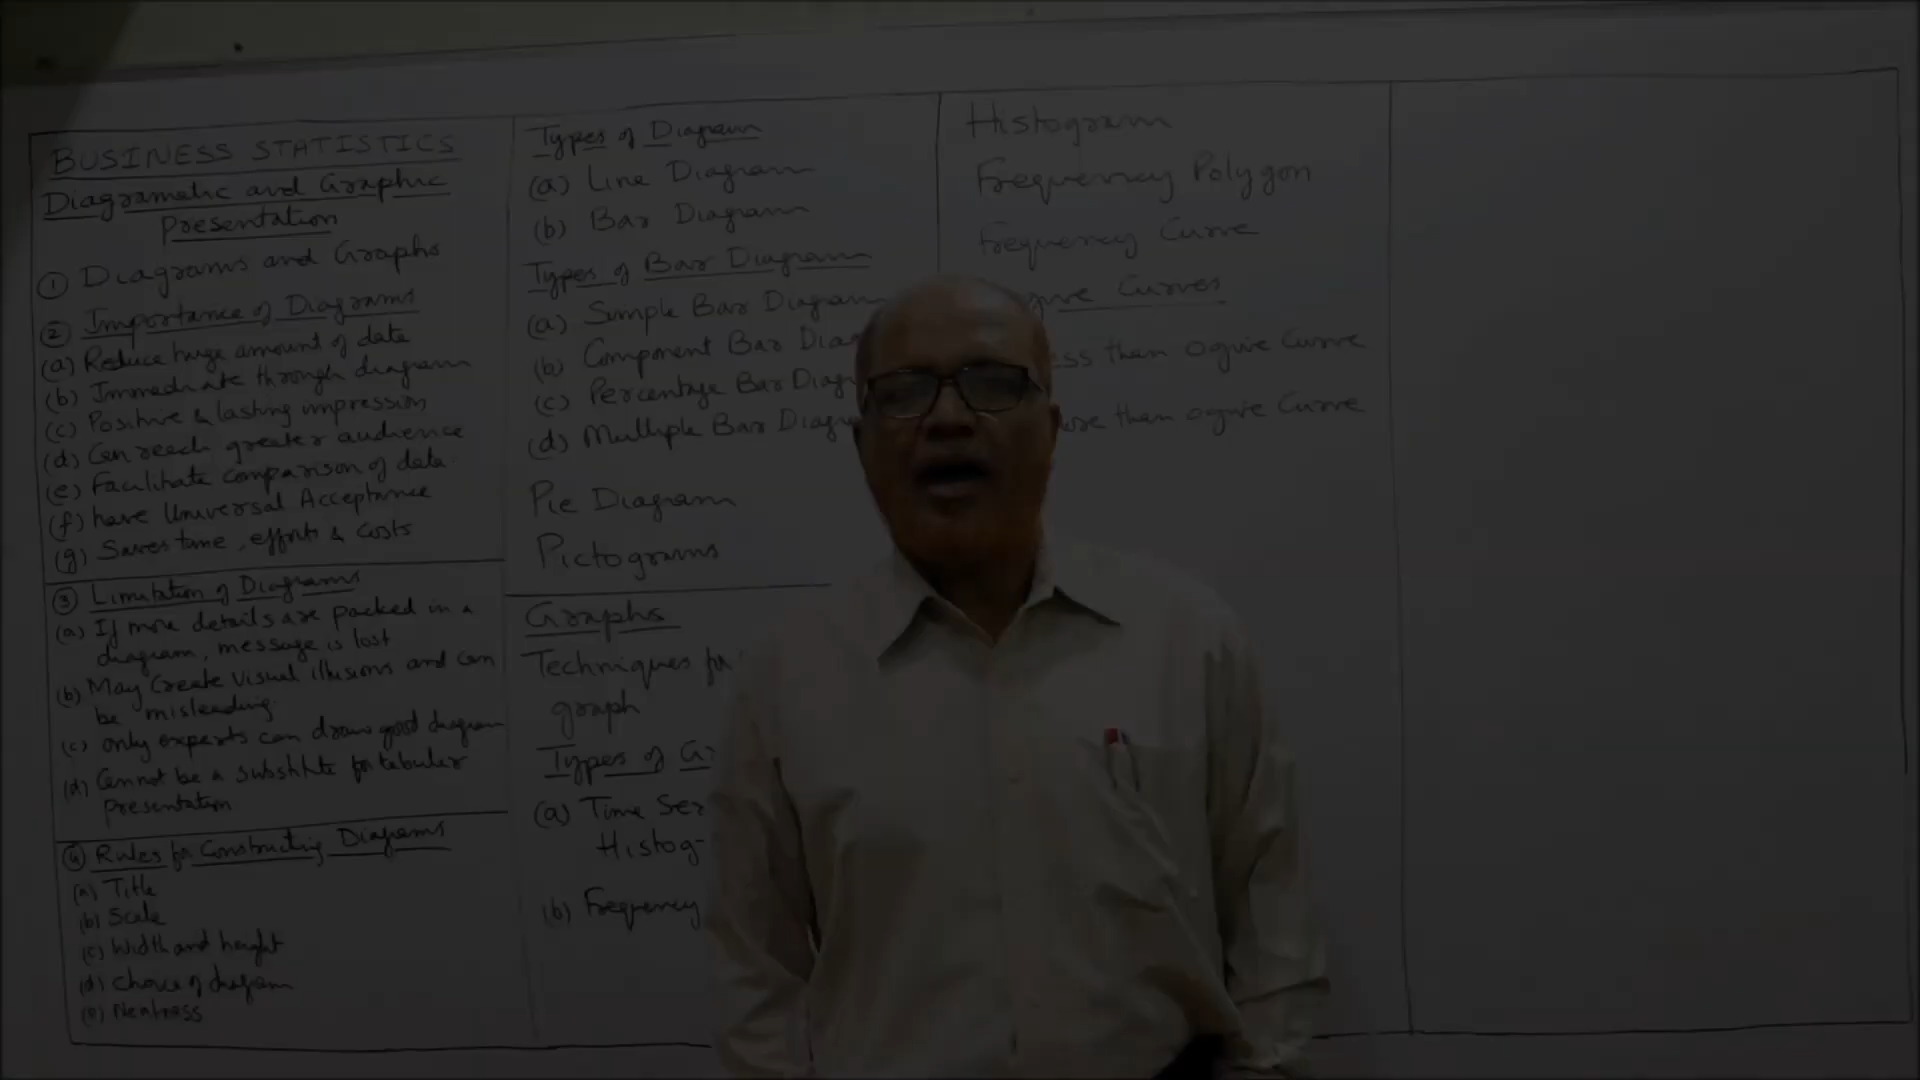 BUSINESS STATISTICS
Diagramatic and Graphic
Presentation
① Diagrams and Graphs
② Importance of Diagrams
(a) Reduce huge amount of data
(b) Immediate through diagram
(c) Positive & lasting impression
(d) Can reach greater audience
(e) Facilitate comparison of data.
(f) have Universal Acceptance
(g) Saves time, efforts & costs
③ Limitation of Diagrams
(a) If more details are packed in a
diagram, message is lost
(b) May create visual illusions and can
be misleading.
(c) only experts can draw good diagram
(d) Cannot be a substitute for tabular
presentation
④ Rules for Constructing Diagrams
(a) Title
(b) Scale
(c) Width and height
(d) Choice of diagram
(e) Neatness
Types of Diagram
(a) Line Diagram
(b) Bar Diagram
Types of Bar Diagram
(a) Simple Bar Diagram
(b) Component Bar Dia
(c) Percentage Bar Diag
(d) Multiple Bar Diagr
Pie Diagram
Pictograms
Graphs
Techniques for
graph
Types of Gr
(a) Time Ser
Histog-
(b) Frequency
Histogram
Frequency Polygon
Frequency Curve
give Curves
ess than ogive Curve
ore than ogive Curve